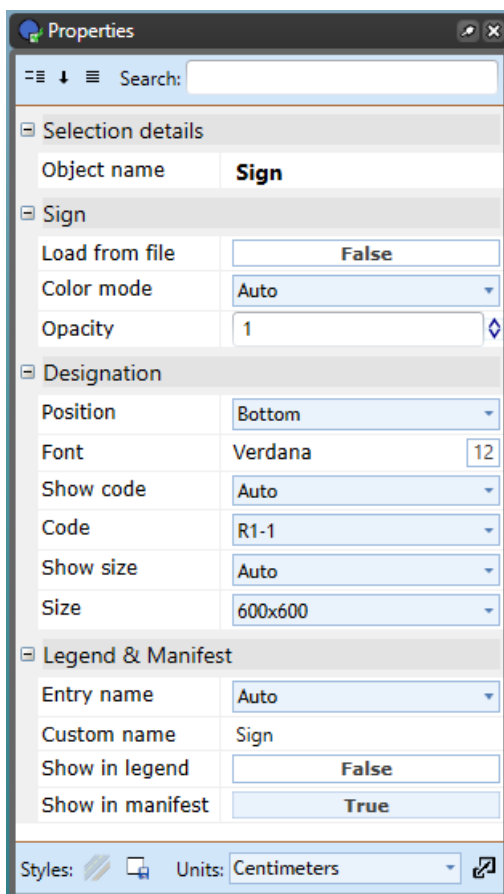 Properties
Search:
Selection details
Object name Sign
Sign
Load from file False
Color mode Auto
Opacity 1
Designation
Position Bottom
Font Verdana 12
Show code Auto
Code R1-1
Show size Auto
Size 600x600
Legend & Manifest
Entry name Auto
Custom name Sign
Show in legend False
Show in manifest True
Styles: Units: Centimeters